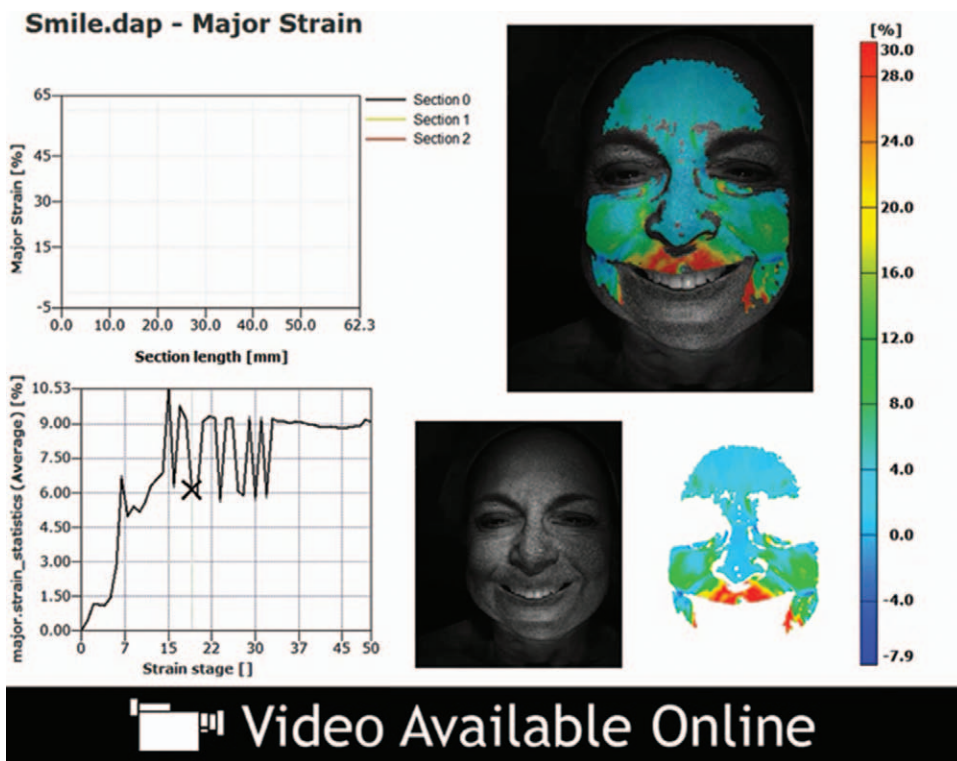 Smile.dap - Major Strain
65
45
30
15
-5
0.0 10.0 20.0 30.0 40.0 50.0 62.3
Major Strain [%]
Section length [mm]
Section 0
Section 1
Section 2
10.53
9.00
7.50
6.00
4.50
3.00
1.50
0.00
0 7 15 22 30 37 45 50
major.strain_statistics (Average) [%]
Strain stage []
[%]
30.0
28.0
24.0
20.0
16.0
12.0
8.0
4.0
0.0
-4.0
-7.9
Video Available Online